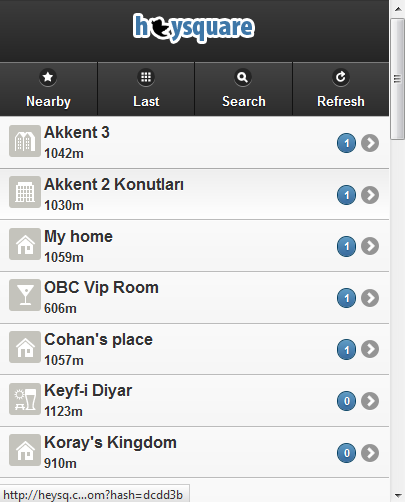 heysquare
Nearby Last Search Refresh
Akkent 3
1042m
1
Akkent 2 Konutları
1030m
1
My home
1059m
1
OBC Vip Room
606m
1
Cohan's place
1057m
1
Keyf-i Diyar
1123m
0
Koray's Kingdom
910m
0
http://heysq.c...om?hash=dcdd3b